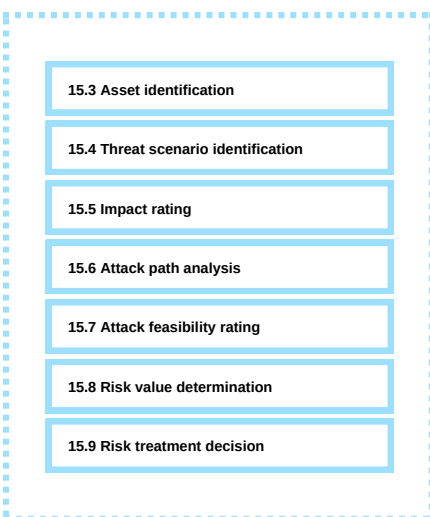 15.3 Asset identification
15.4 Threat scenario identification
15.5 Impact rating
15.6 Attack path analysis
15.7 Attack feasibility rating
15.8 Risk value determination
15.9 Risk treatment decision